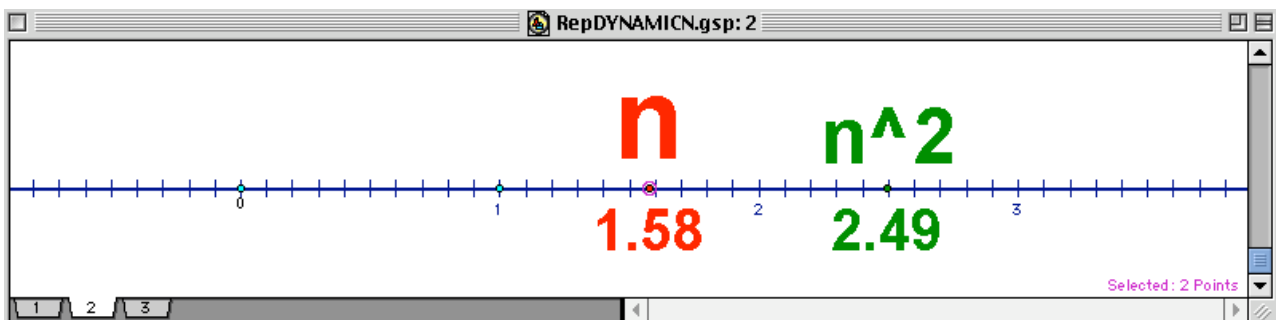 RepDYNAMICN.gsp: 2
n n^2
0 1 2 3
1.58 2.49
Selected: 2 Points
1 2 3